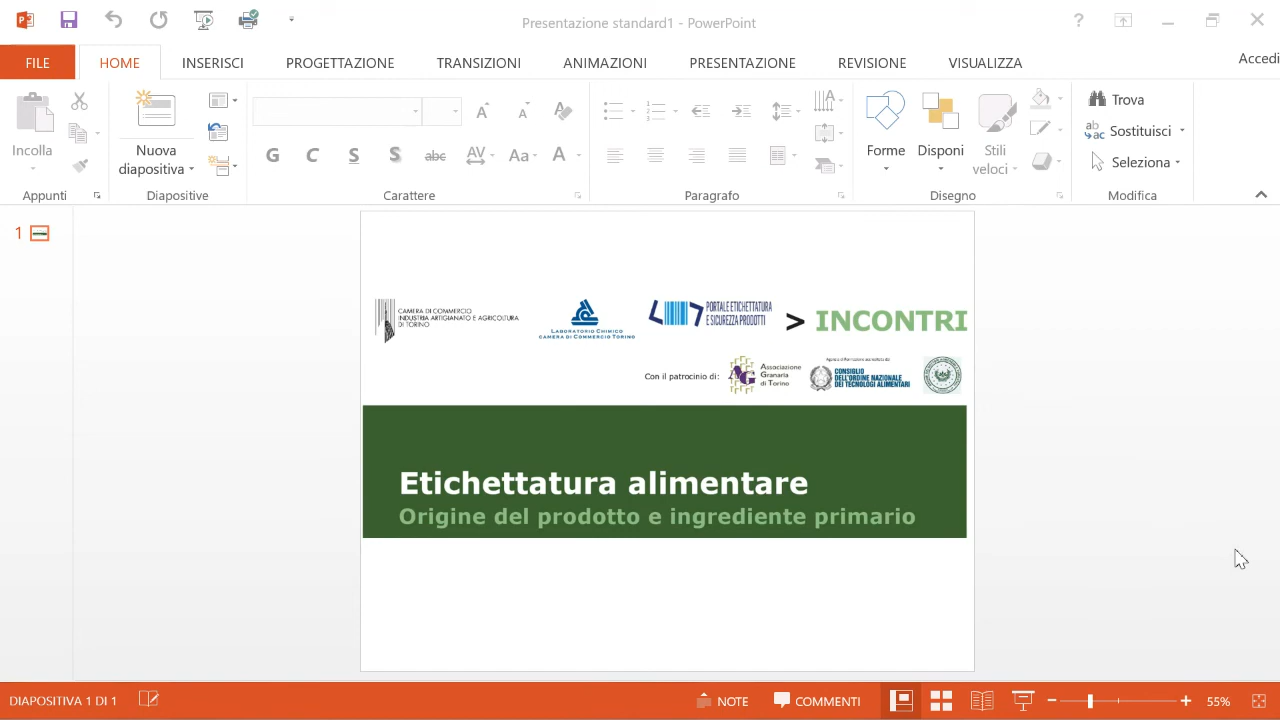 Presentazione standard1 - PowerPoint
?
FILE
HOME
INSERISCI
PROGETTAZIONE
TRANSIZIONI
ANIMAZIONI
PRESENTAZIONE
REVISIONE
VISUALIZZA
Accedi
Incolla
Nuova
diapositiva
G C S S abc AV Aa A
Forme
Disponi
Stili
veloci
Trova
Sostituisci
Seleziona
Appunti
Diapositive
Carattere
Paragrafo
Disegno
Modifica
1
CAMERA DI COMMERCIO
INDUSTRIA ARTIGIANATO E AGRICOLTURA
DI TORINO
LABORATORIO CHIMICO
CAMERA DI COMMERCIO TORINO
PORTALE ETICHETTATURA
E SICUREZZA PRODOTTI
> INCONTRI
Con il patrocinio di:
Associazione
Granaria
di Torino
CONSIGLIO
DELL'ORDINE NAZIONALE
DEI TECNOLOGI ALIMENTARI
Etichettatura alimentare
Origine del prodotto e ingrediente primario
DIAPOSITIVA 1 DI 1
NOTE
COMMENTI
55%